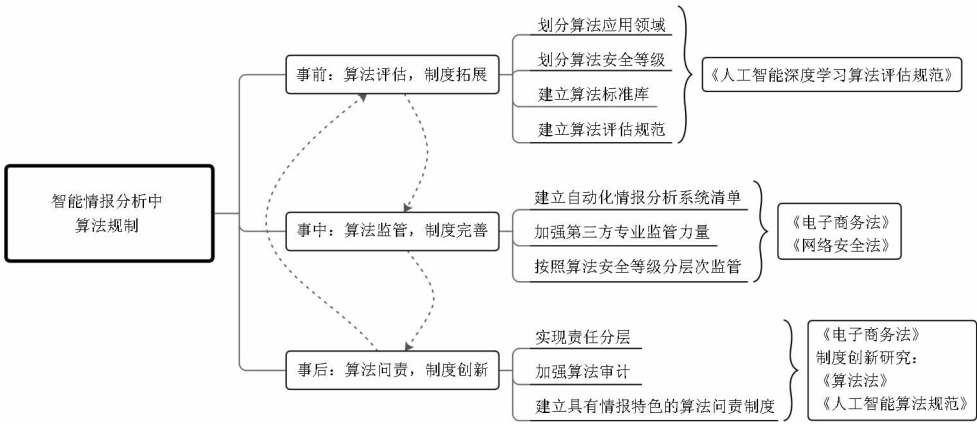 智能情报分析中
算法规制
事前：算法评估，制度拓展
划分算法应用领域
划分算法安全等级
建立算法标准库
建立算法评估规范
《人工智能深度学习算法评估规范》
事中：算法监管，制度完善
建立自动化情报分析系统清单
加强第三方专业监管力量
按照算法安全等级分层次监管
《电子商务法》
《网络安全法》
事后：算法问责，制度创新
实现责任分层
加强算法审计
建立具有情报特色的算法问责制度
《电子商务法》
制度创新研究：
《算法法》
《人工智能算法规范》